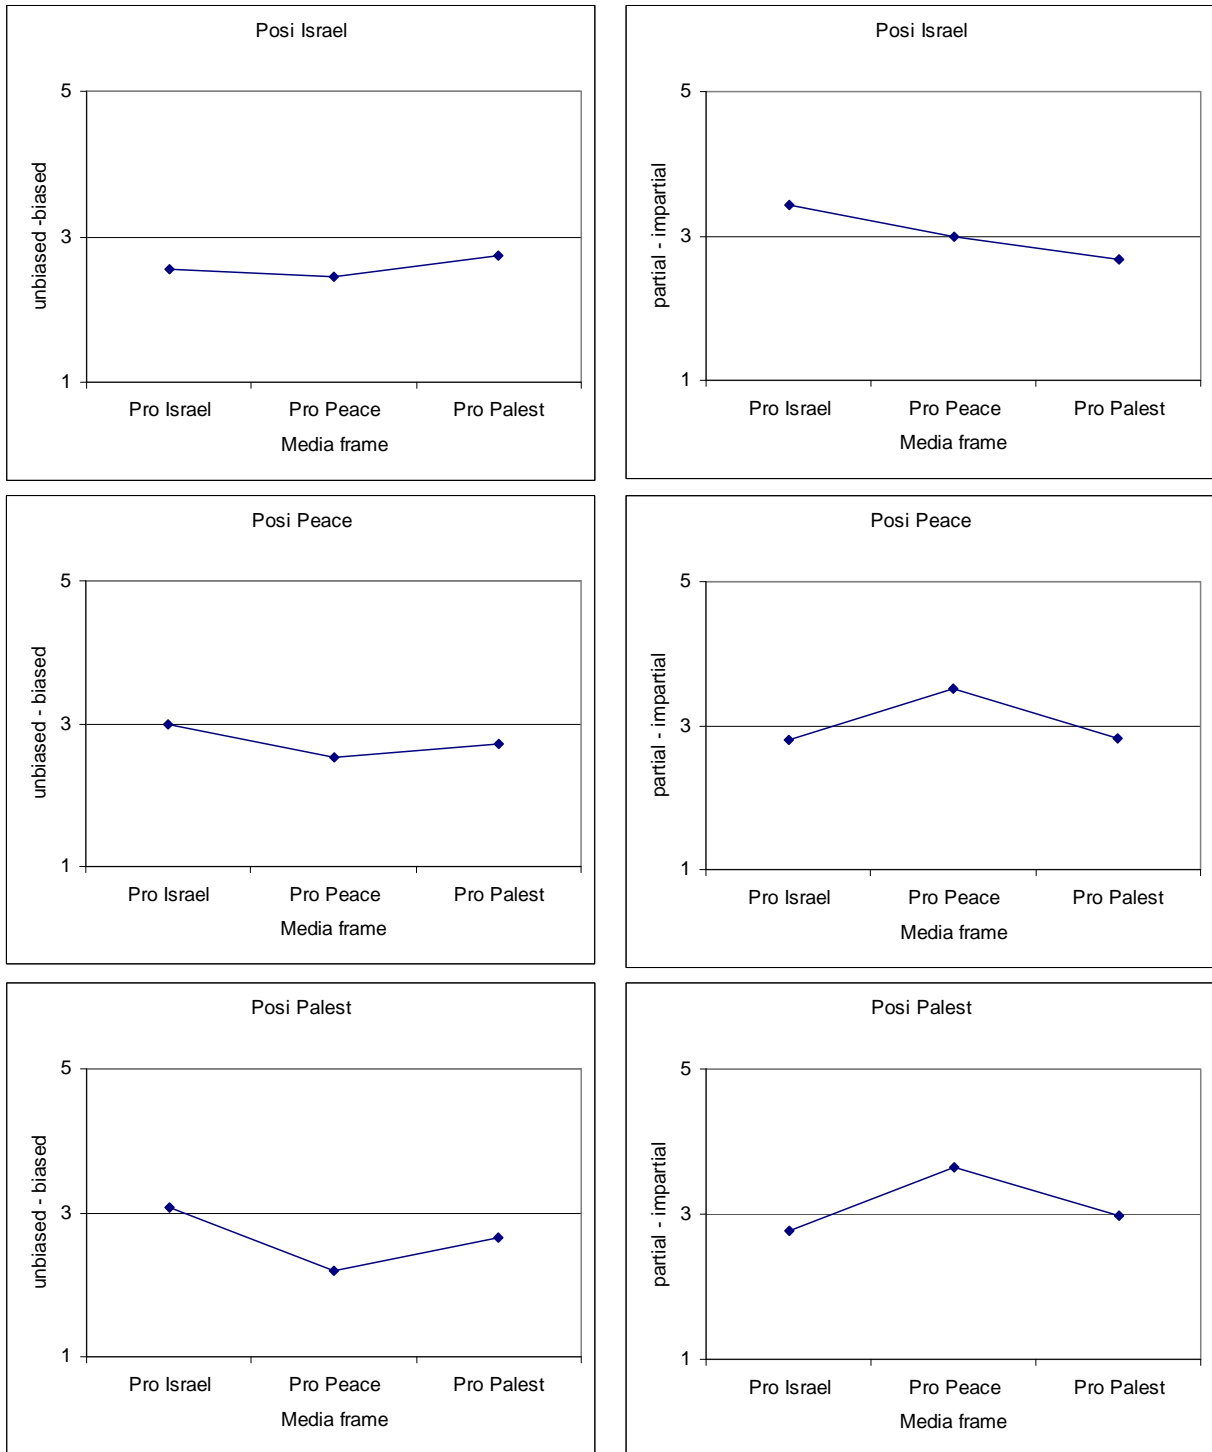 Posi Israel
5
3
1
unbiased -biased
Pro Israel Pro Peace Pro Palest
Media frame
Posi Israel
5
3
1
partial - impartial
Pro Israel Pro Peace Pro Palest
Media frame
Posi Peace
5
3
1
unbiased - biased
Pro Israel Pro Peace Pro Palest
Media frame
Posi Peace
5
3
1
partial - impartial
Pro Israel Pro Peace Pro Palest
Media frame
Posi Palest
5
3
1
unbiased - biased
Pro Israel Pro Peace Pro Palest
Media frame
Posi Palest
5
3
1
partial - impartial
Pro Israel Pro Peace Pro Palest
Media frame